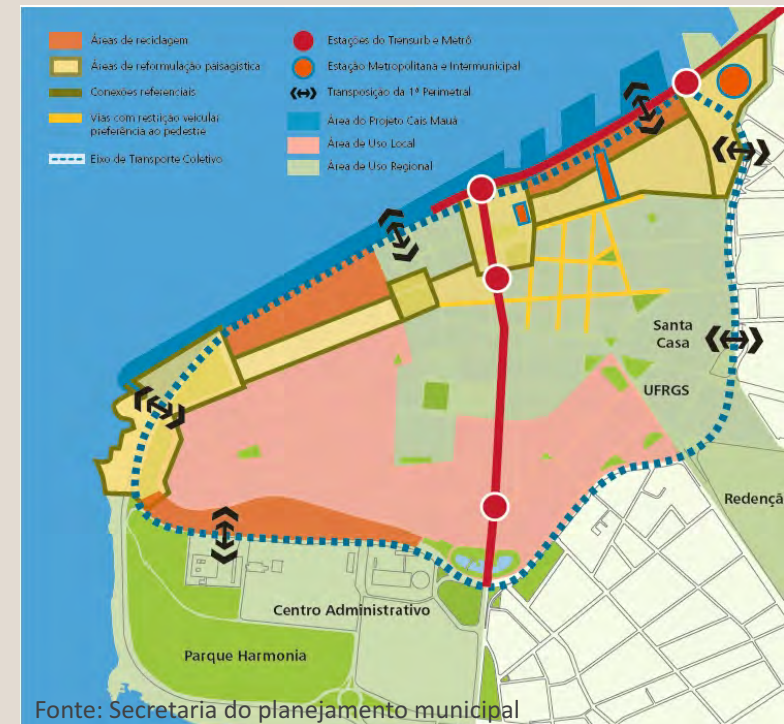 Áreas de reciclagem
Áreas de reformulação paisagística
Conexões referenciais
Vias com restrição veicular
preferência ao pedestre
Eixo de Transporte Coletivo
Estações do Trensurb e Metrô
Estação Metropolitana e Intermunicipal
Transposição da 1ª Perimetral
Área do Projeto Cais Mauá
Área de Uso Local
Área de Uso Regional
Santa
Casa
UFRGS
Redençã
Centro Administrativo
Parque Harmonia
Fonte: Secretaria do planejamento municipal